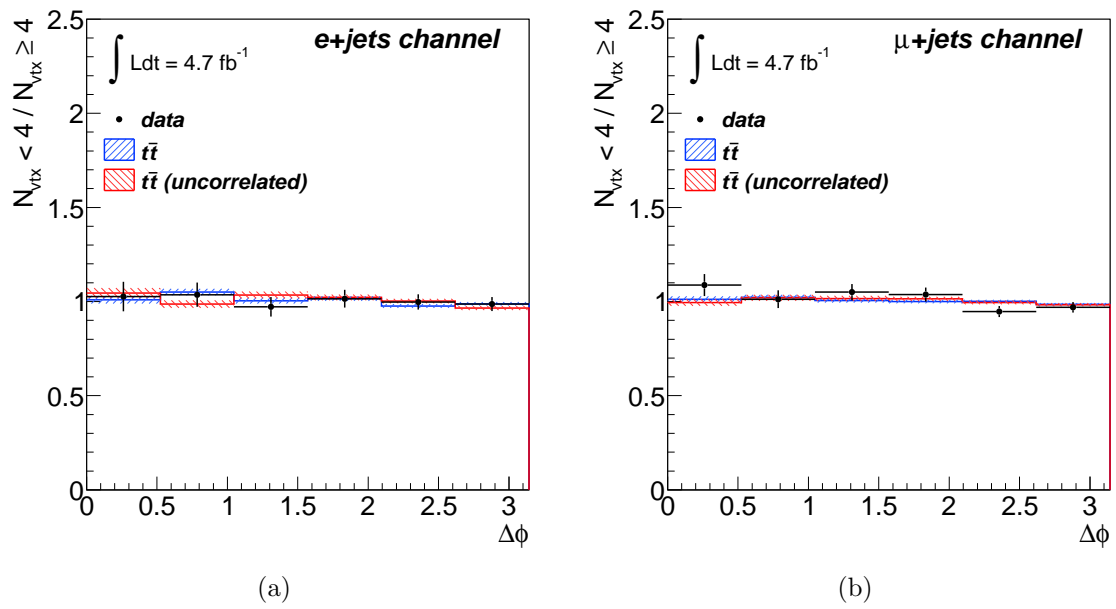 e+jets channel
∫ Ldt = 4.7 fb⁻¹
data
tt̄
tt̄ (uncorrelated)
N_vtx < 4 / N_vtx ≥ 4
2.5
2
1.5
1
0.5
0
0 0.5 1 1.5 2 2.5 3
Δϕ
(a)
μ+jets channel
∫ Ldt = 4.7 fb⁻¹
data
tt̄
tt̄ (uncorrelated)
N_vtx < 4 / N_vtx ≥ 4
2.5
2
1.5
1
0.5
0
0 0.5 1 1.5 2 2.5 3
Δϕ
(b)